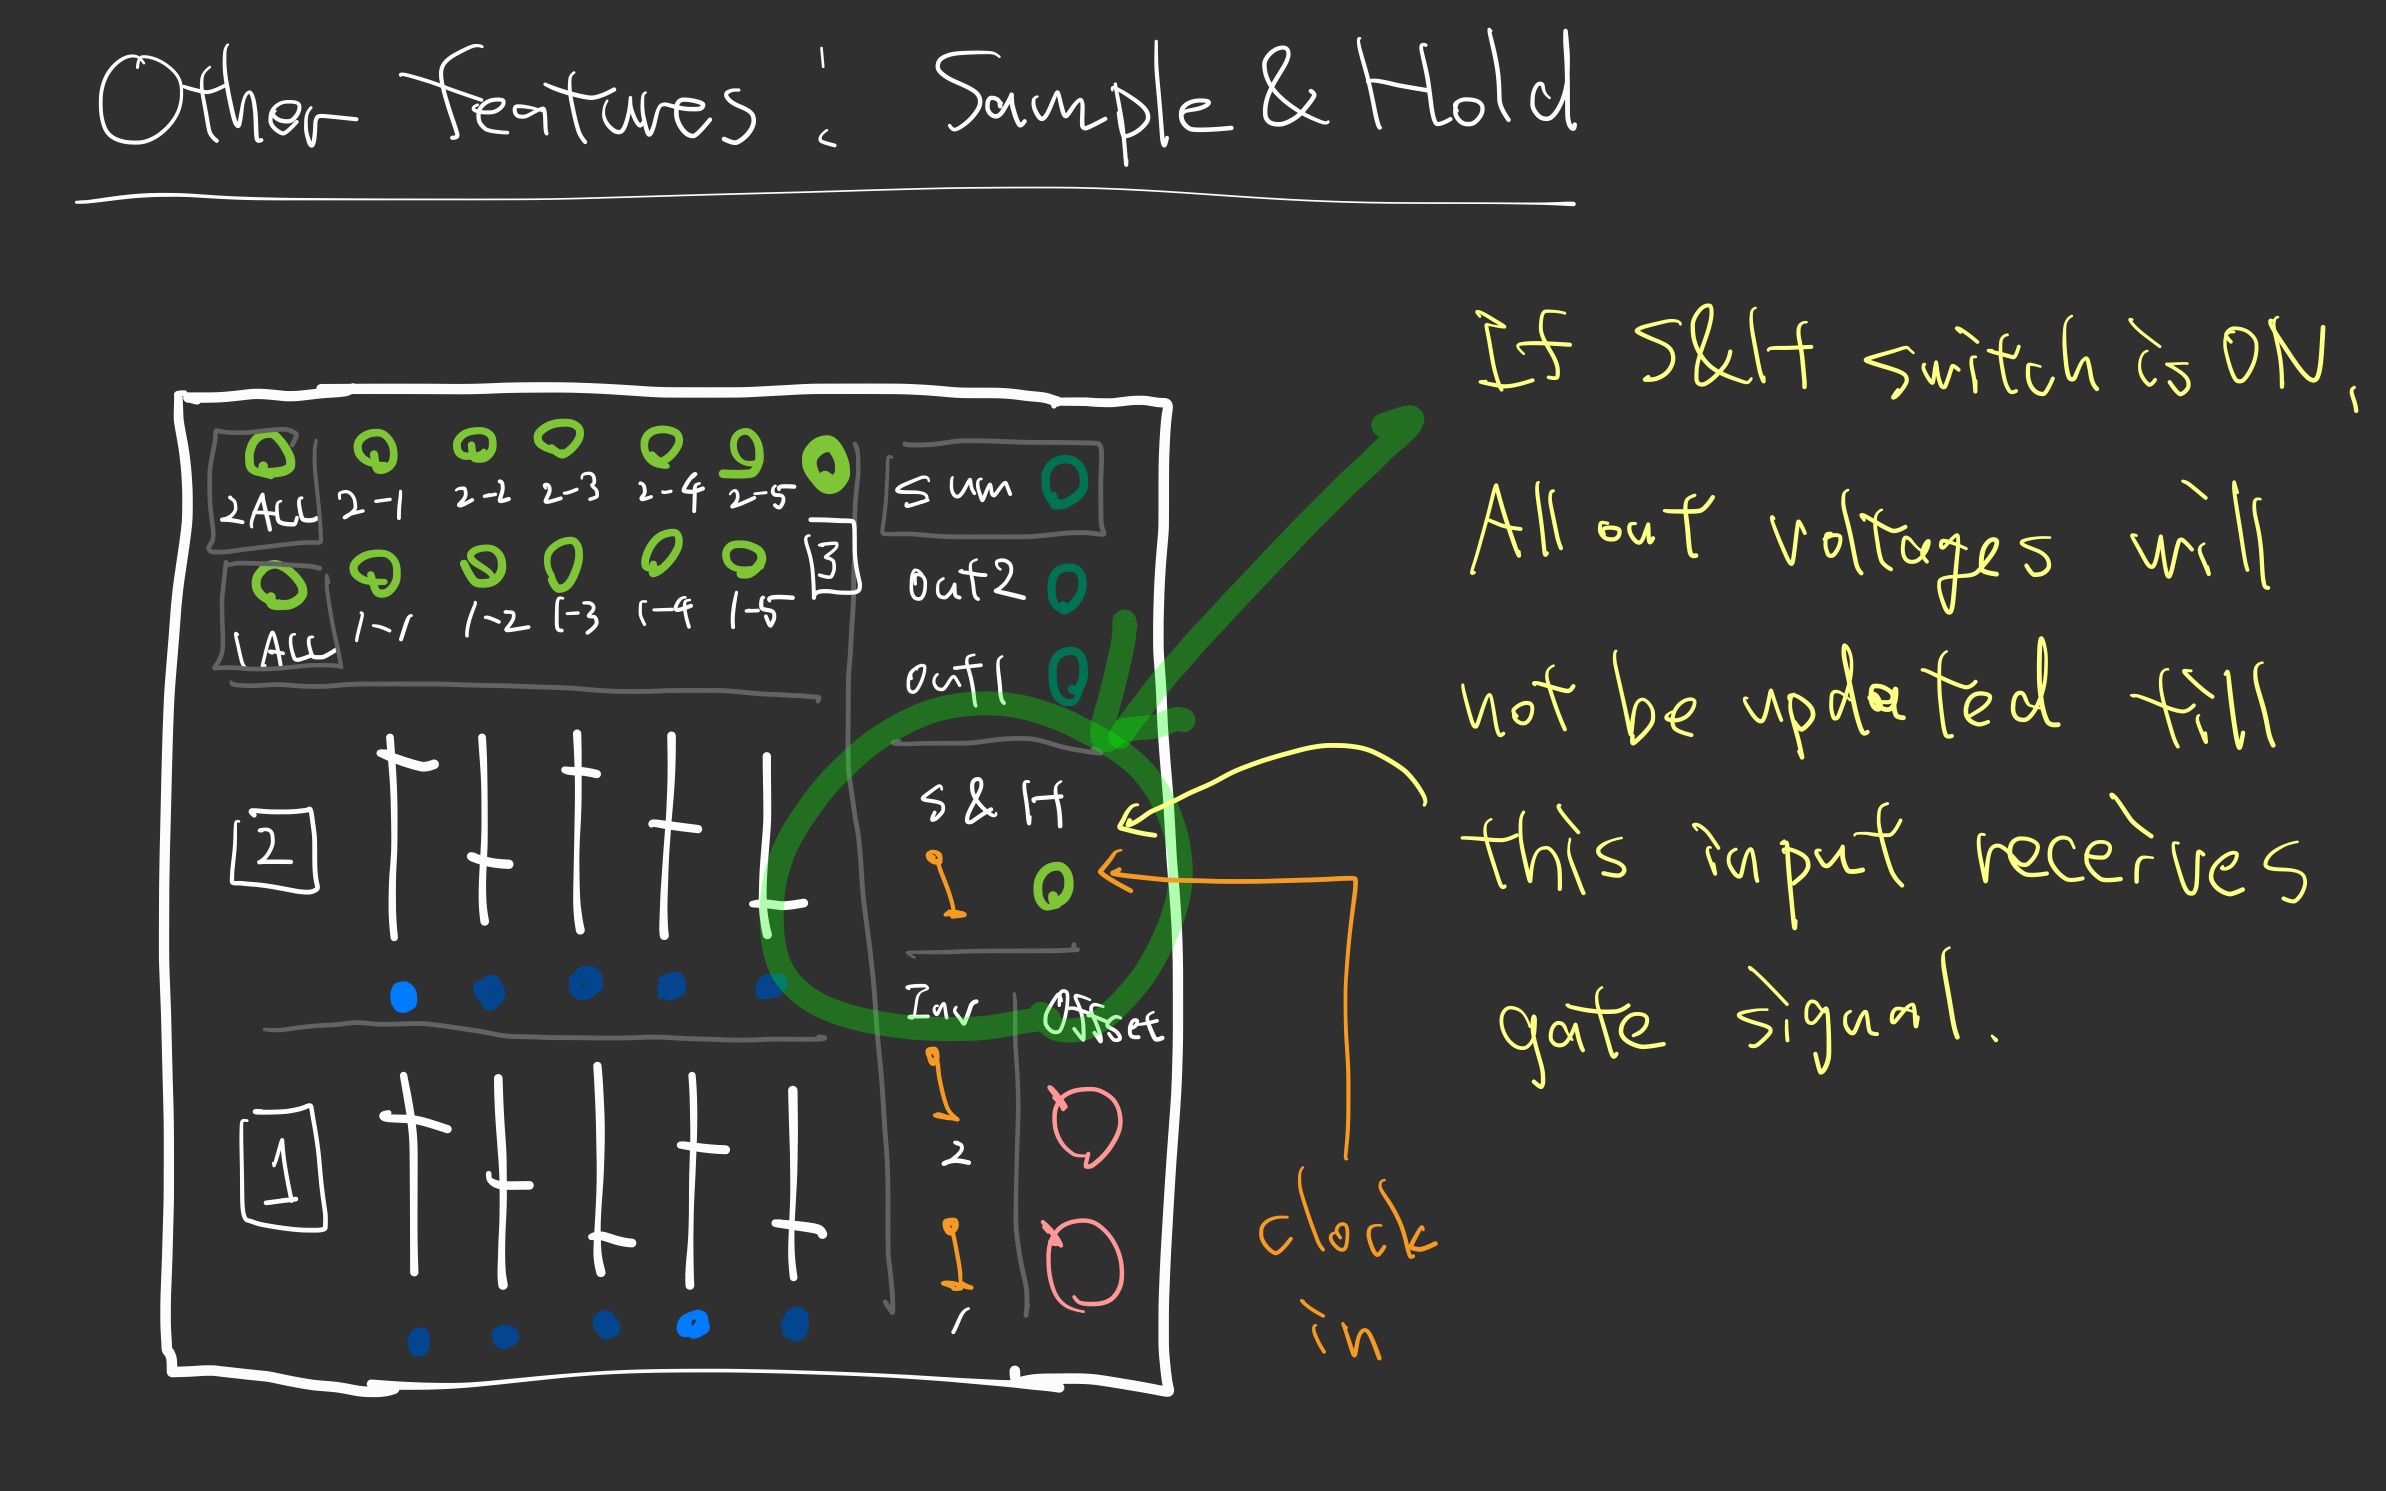 Other Features: Sample & Hold
If S&H switch is ON,
All out voltages will
not be updated till
this input receives
gate signal.
2ACC 2-1 2-2 2-3 2-4 2-5
3
1ACC 1-1 1-2 1-3 1-4 1-5
Sum
out2
out1
S&H
2
Inv Offset
1
2
1
clock
in